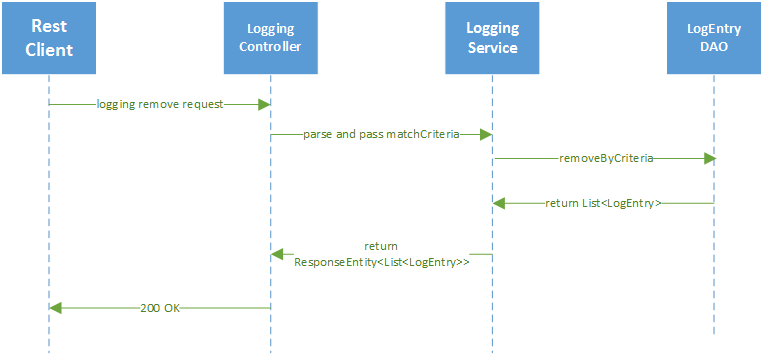 Rest
Client
Logging
Controller
Logging
Service
LogEntry
DAO
logging remove request
parse and pass matchCriteria
removeByCriteria
return List<LogEntry>
return
ResponseEntity<List<LogEntry>>
200 OK